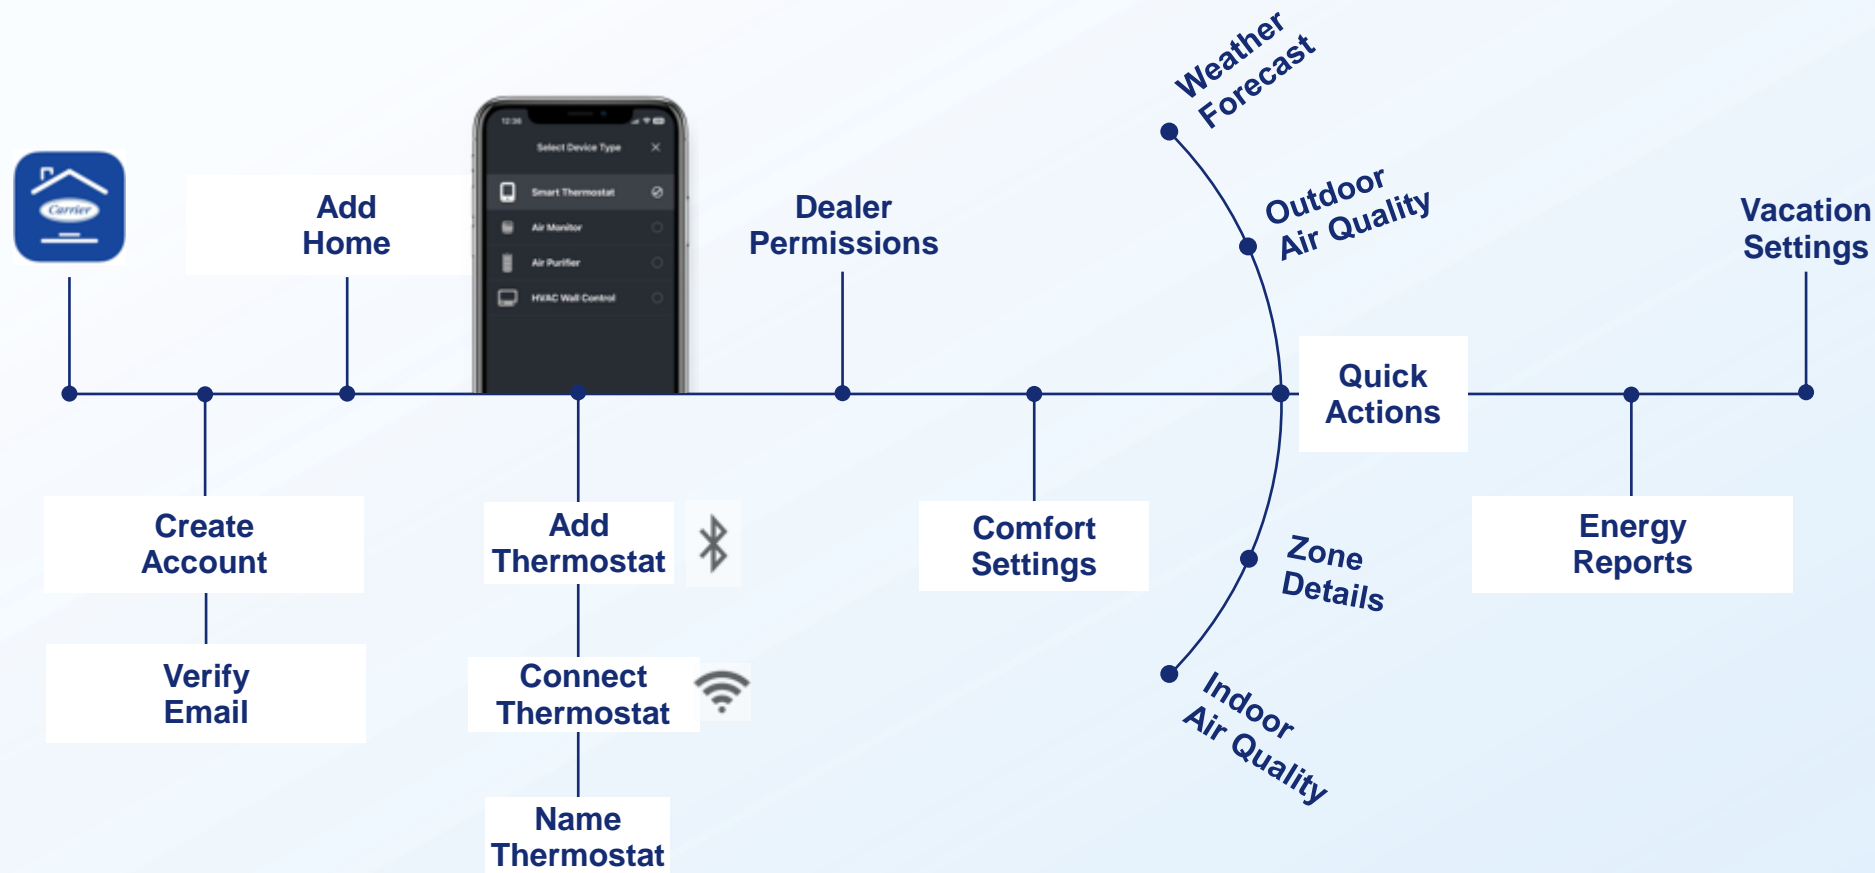 Carrier
Add
Home
12:36
Select Device Type
Smart Thermostat
Air Monitor
Air Purifier
HVAC Wall Control
Dealer
Permissions
Weather
Forecast
Outdoor
Air Quality
Vacation
Settings
Quick
Actions
Create
Account
Verify
Email
Add
Thermostat
Connect
Thermostat
Name
Thermostat
Comfort
Settings
Zone
Details
Indoor
Air Quality
Energy
Reports